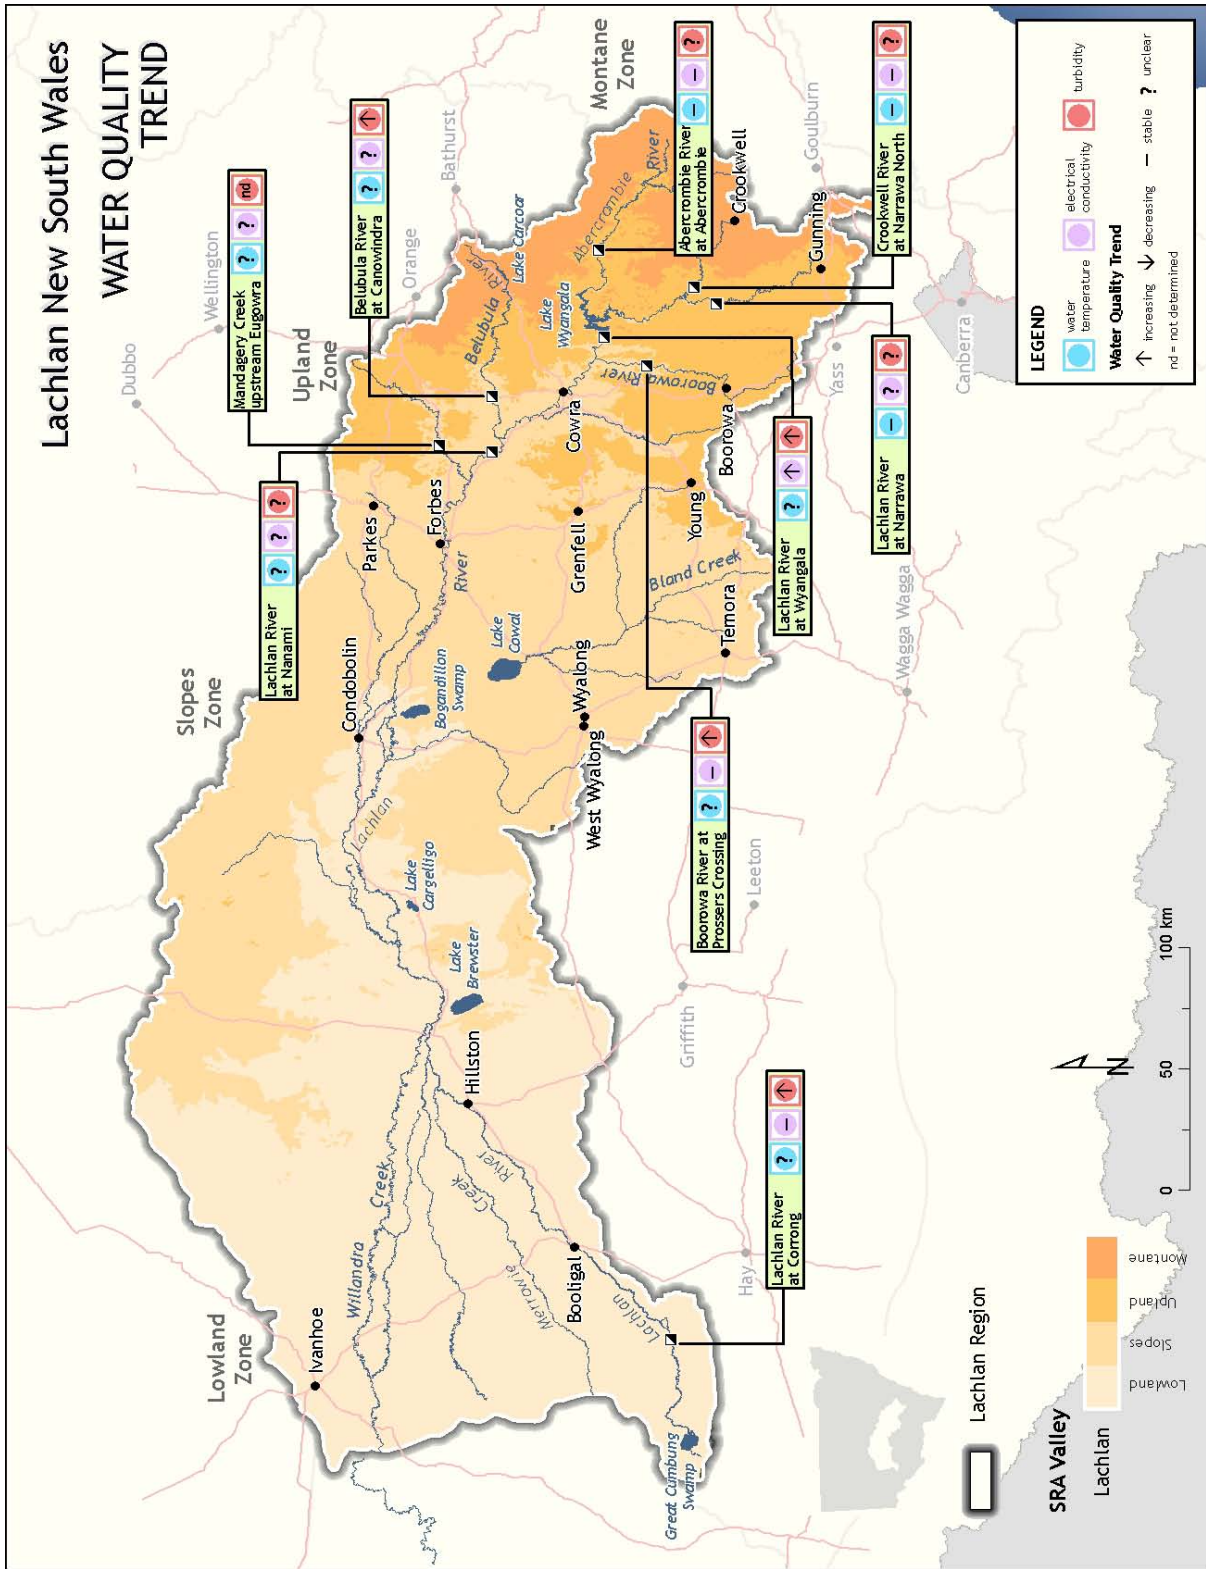 Lachlan New South Wales
WATER QUALITY
TREND
Lowland
Zone
Slopes
Zone
Upland
Zone
Montane
Zone
Mandagery Creek
upstream Eugowra
?
?
nd
Belubula River
at Canowindra
?
?
↑
Lachlan River
at Nanami
?
?
?
Abercrombie River
at Abercrombie
–
–
?
Crookwell River
at Narrawa North
–
–
?
Lachlan River
at Narrawa
–
?
?
Lachlan River
at Wyangala
?
↑
↑
Boorowa River at
Prossers Crossing
?
–
↑
Lachlan River
at Corrong
?
–
↑
Dubbo
Wellington
Orange
Bathurst
Goulburn
Canberra
Yass
Wagga Wagga
Leeton
Griffith
Hay
Ivanhoe
Hillston
Booligal
Condobolin
Parkes
Forbes
Grenfell
Cowra
Young
Boorowa
Temora
Wyalong
West Wyalong
Crookwell
Gunning
Willandra
Creek
Merrowie
Creek
Lachlan
River
Great Cumbung
Swamp
Lake
Brewster
Lake
Cargelligo
Lachlan
River
Bogandillon
Swamp
Lake
Cowal
Bland Creek
Belubula
River
Lake Carcoar
Lake
Wyangala
Abercrombie
River
Boorowa River
Lachlan Region
SRA Valley
Lachlan
Lowland
Slopes
Upland
Montane
0
50
100 km
N
LEGEND
water
temperature
electrical
conductivity
turbidity
Water Quality Trend
↑ increasing ↓ decreasing – stable ? unclear
nd = not determined